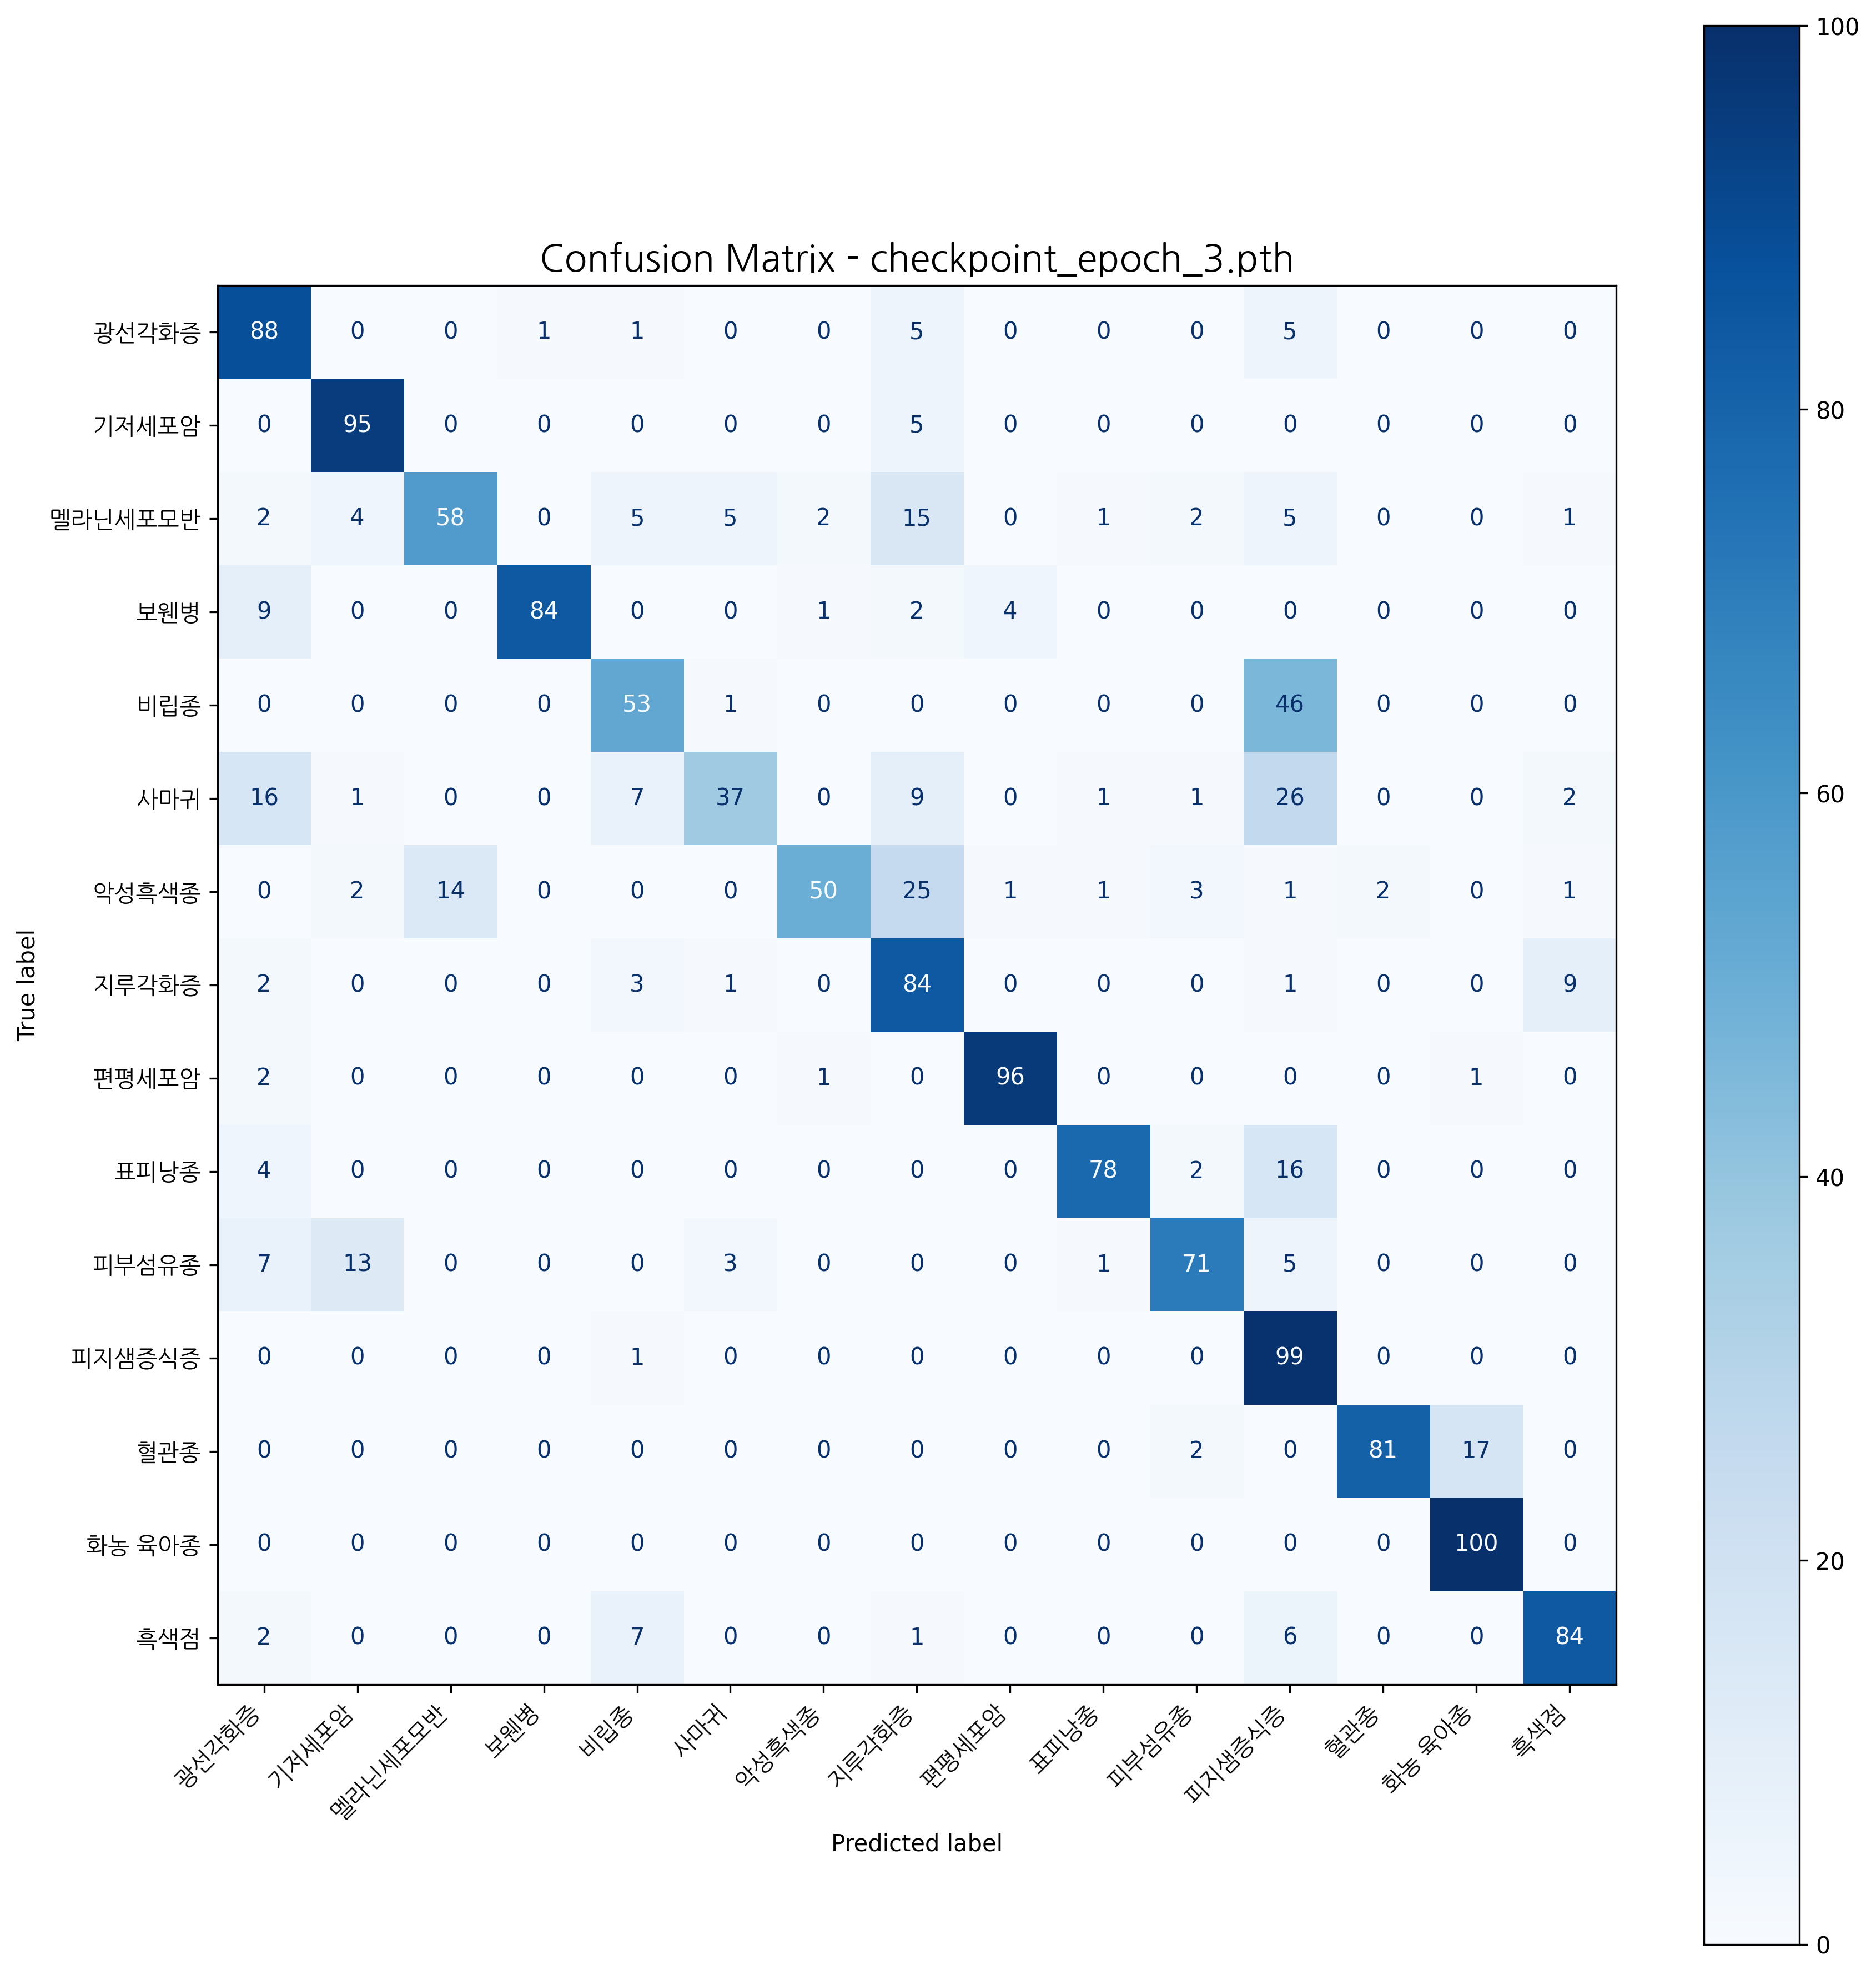 Confusion Matrix - checkpoint_epoch_3.pth
True label
광선각화증 88 0 0 1 1 0 0 5 0 0 0 5 0 0 0
기저세포암 0 95 0 0 0 0 0 5 0 0 0 0 0 0 0
멜라닌세포모반 2 4 58 0 5 5 2 15 0 1 2 5 0 0 1
보웬병 9 0 0 84 0 0 1 2 4 0 0 0 0 0 0
비립종 0 0 0 0 53 1 0 0 0 0 0 46 0 0 0
사마귀 16 1 0 0 7 37 0 9 0 1 1 26 0 0 2
악성흑색종 0 2 14 0 0 0 50 25 1 1 3 1 2 0 1
지루각화증 2 0 0 0 3 1 0 84 0 0 0 1 0 0 9
편평세포암 2 0 0 0 0 0 1 0 96 0 0 0 0 1 0
표피낭종 4 0 0 0 0 0 0 0 0 78 2 16 0 0 0
피부섬유종 7 13 0 0 0 3 0 0 0 1 71 5 0 0 0
피지샘증식증 0 0 0 0 1 0 0 0 0 0 0 99 0 0 0
혈관종 0 0 0 0 0 0 0 0 0 0 2 0 81 17 0
화농 육아종 0 0 0 0 0 0 0 0 0 0 0 0 0 100 0
흑색점 2 0 0 0 7 0 0 1 0 0 0 6 0 0 84
광선각화증 기저세포암 멜라닌세포모반 보웬병 비립종 사마귀 악성흑색종 지루각화증 편평세포암 표피낭종 피부섬유종 피지샘증식증 혈관종 화농 육아종 흑색점
Predicted label
100
80
60
40
20
0